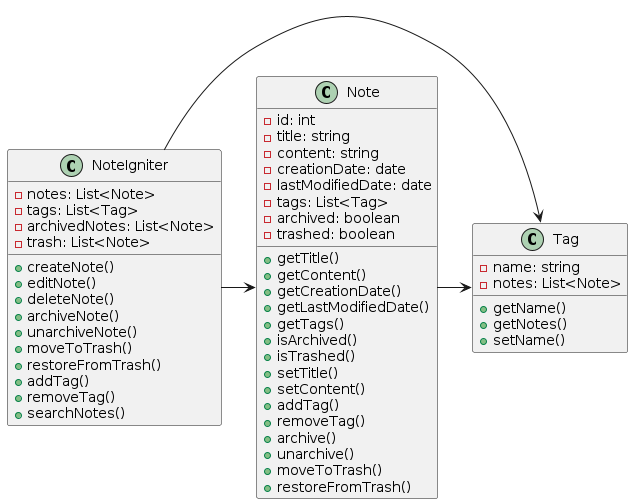 C NoteIgniter
notes: List<Note>
tags: List<Tag>
archivedNotes: List<Note>
trash: List<Note>
createNote()
editNote()
deleteNote()
archiveNote()
unarchiveNote()
moveToTrash()
restoreFromTrash()
addTag()
removeTag()
searchNotes()
C Note
id: int
title: string
content: string
creationDate: date
lastModifiedDate: date
tags: List<Tag>
archived: boolean
trashed: boolean
getTitle()
getContent()
getCreationDate()
getLastModifiedDate()
getTags()
isArchived()
isTrashed()
setTitle()
setContent()
addTag()
removeTag()
archive()
unarchive()
moveToTrash()
restoreFromTrash()
C Tag
name: string
notes: List<Note>
getName()
getNotes()
setName()